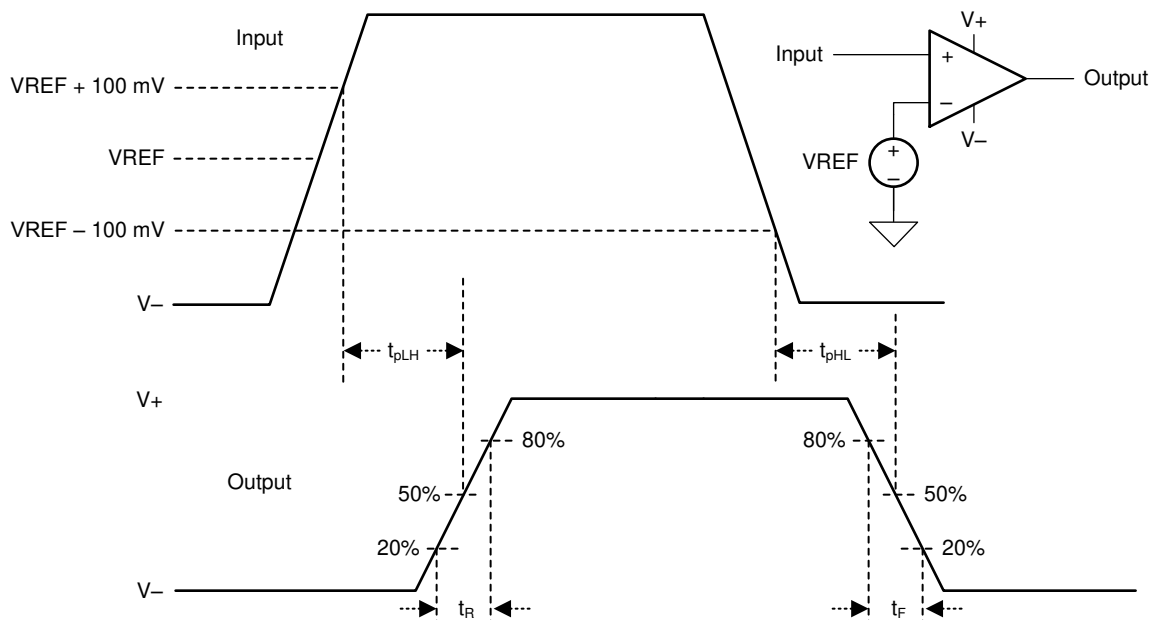 Input
VREF + 100 mV
VREF
VREF – 100 mV
V–
V+
Input
+
–
Output
V–
VREF
+
–
tpLH
tpHL
V+
80%
80%
Output
50%
50%
20%
20%
V–
tR
tF